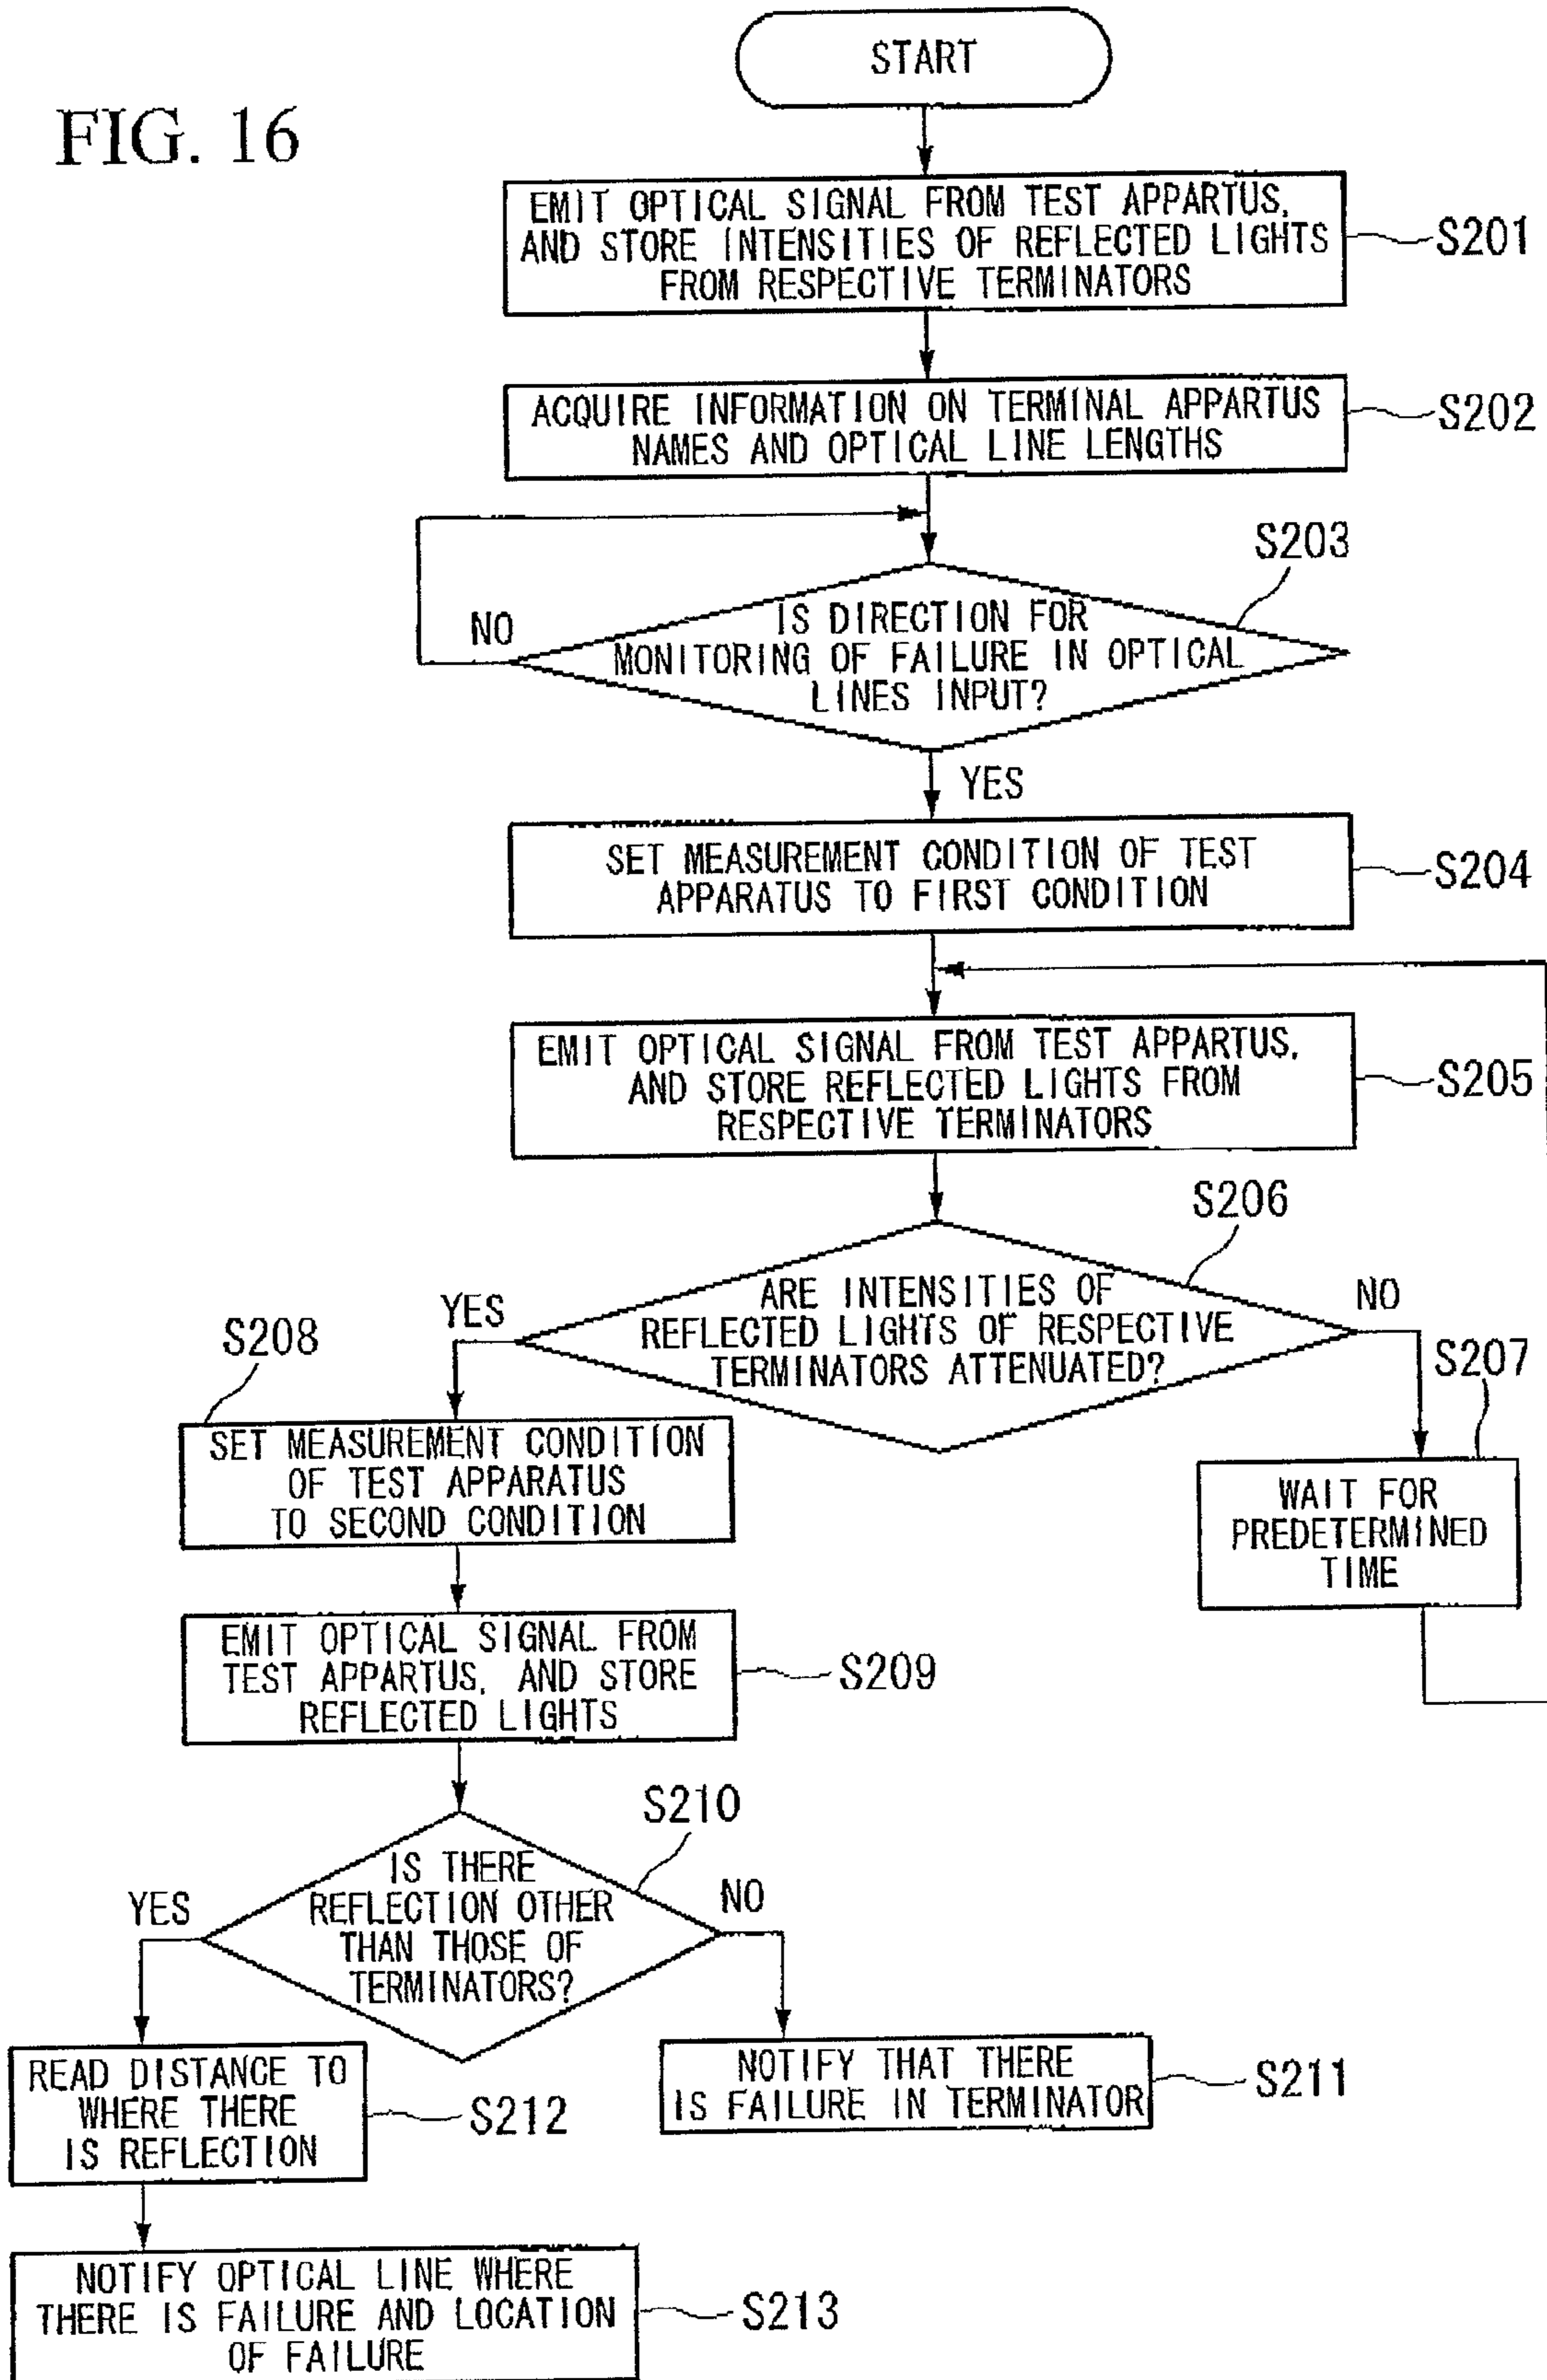 FIG. 16
START
EMIT OPTICAL SIGNAL FROM TEST APPARTUS,
AND STORE INTENSITIES OF REFLECTED LIGHTS
FROM RESPECTIVE TERMINATORS
S201
ACQUIRE INFORMATION ON TERMINAL APPARTUS
NAMES AND OPTICAL LINE LENGTHS
S202
S203
NO
IS DIRECTION FOR
MONITORING OF FAILURE IN OPTICAL
LINES INPUT?
YES
SET MEASUREMENT CONDITION OF TEST
APPARATUS TO FIRST CONDITION
S204
EMIT OPTICAL SIGNAL FROM TEST APPARTUS,
AND STORE REFLECTED LIGHTS FROM
RESPECTIVE TERMINATORS
S205
S206
YES
ARE INTENSITIES OF
REFLECTED LIGHTS OF RESPECTIVE
TERMINATORS ATTENUATED?
NO
S208
S207
SET MEASUREMENT CONDITION
OF TEST APPARATUS
TO SECOND CONDITION
WAIT FOR
PREDETERMINED
TIME
EMIT OPTICAL SIGNAL FROM
TEST APPARTUS, AND STORE
REFLECTED LIGHTS
S209
S210
YES
IS THERE
REFLECTION OTHER
THAN THOSE OF
TERMINATORS?
NO
READ DISTANCE TO
WHERE THERE
IS REFLECTION
S212
NOTIFY THAT THERE
IS FAILURE IN TERMINATOR
S211
NOTIFY OPTICAL LINE WHERE
THERE IS FAILURE AND LOCATION
OF FAILURE
S213